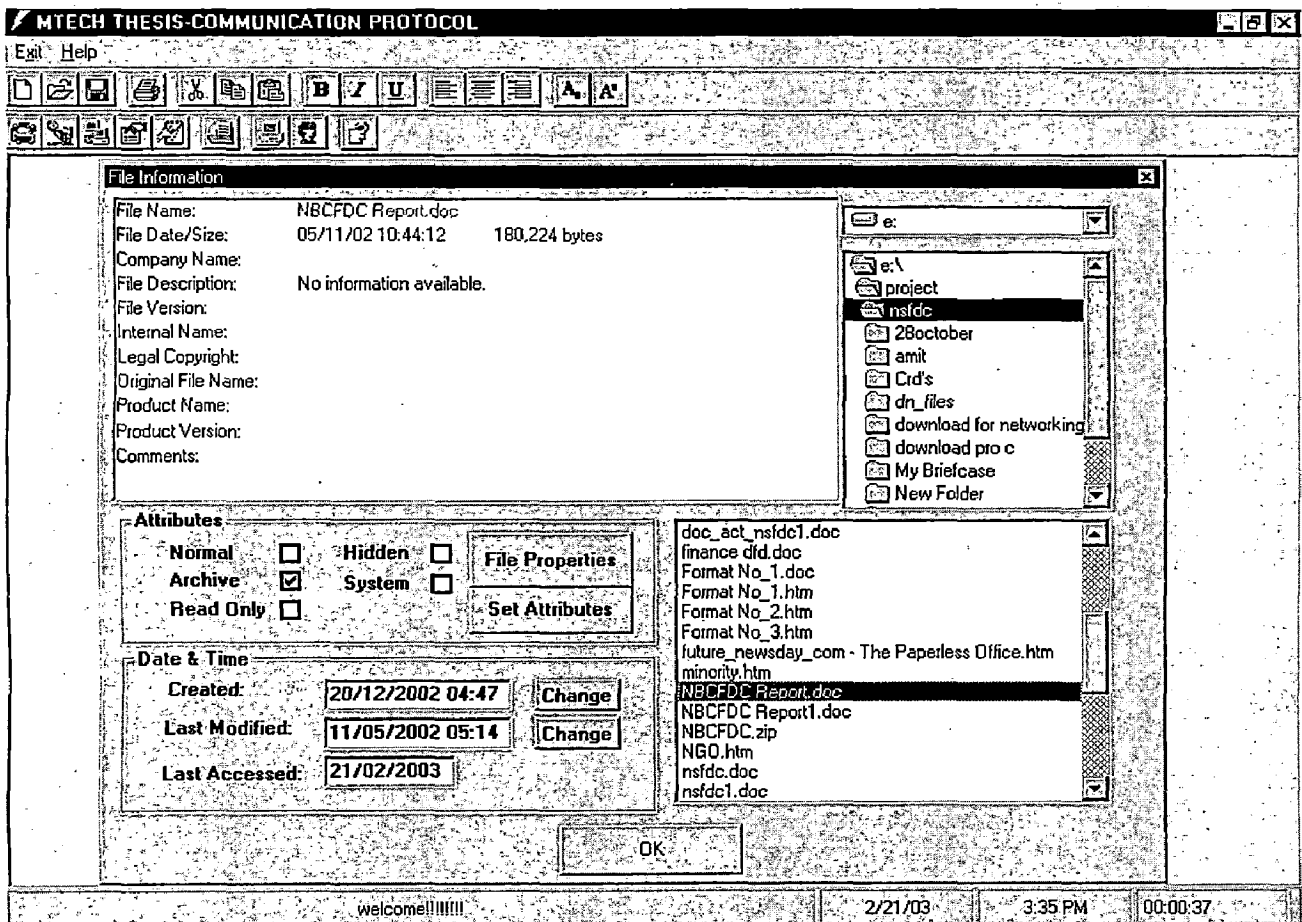 MTECH THESIS-COMMUNICATION PROTOCOL
Exit Help
B I U A A
File Information
File Name: NBCFDC Report.doc
File Date/Size: 05/11/02 10:44:12 180,224 bytes
Company Name:
File Description: No information available.
File Version:
Internal Name:
Legal Copyright:
Original File Name:
Product Name:
Product Version:
Comments:
e:
e:\
project
nsfdc
28october
amit
Crd's
dn_files
download for networking
download pro c
My Briefcase
New Folder
Attributes
Normal Hidden
Archive System
Read Only
File Properties
Set Attributes
Date & Time
Created: 20/12/2002 04:47 Change
Last Modified: 11/05/2002 05:14 Change
Last Accessed: 21/02/2003
doc_act_nsfdc1.doc
finance dfd.doc
Format No_1.doc
Format No_1.htm
Format No_2.htm
Format No_3.htm
future_newsday_com - The Paperless Office.htm
minority.htm
NBCFDC Report.doc
NBCFDC Report1.doc
NBCFDC.zip
NGO.htm
nsfdc.doc
nsfdc1.doc
OK
welcome!!!!!!!!! 2/21/03 3:35 PM 00:00:37